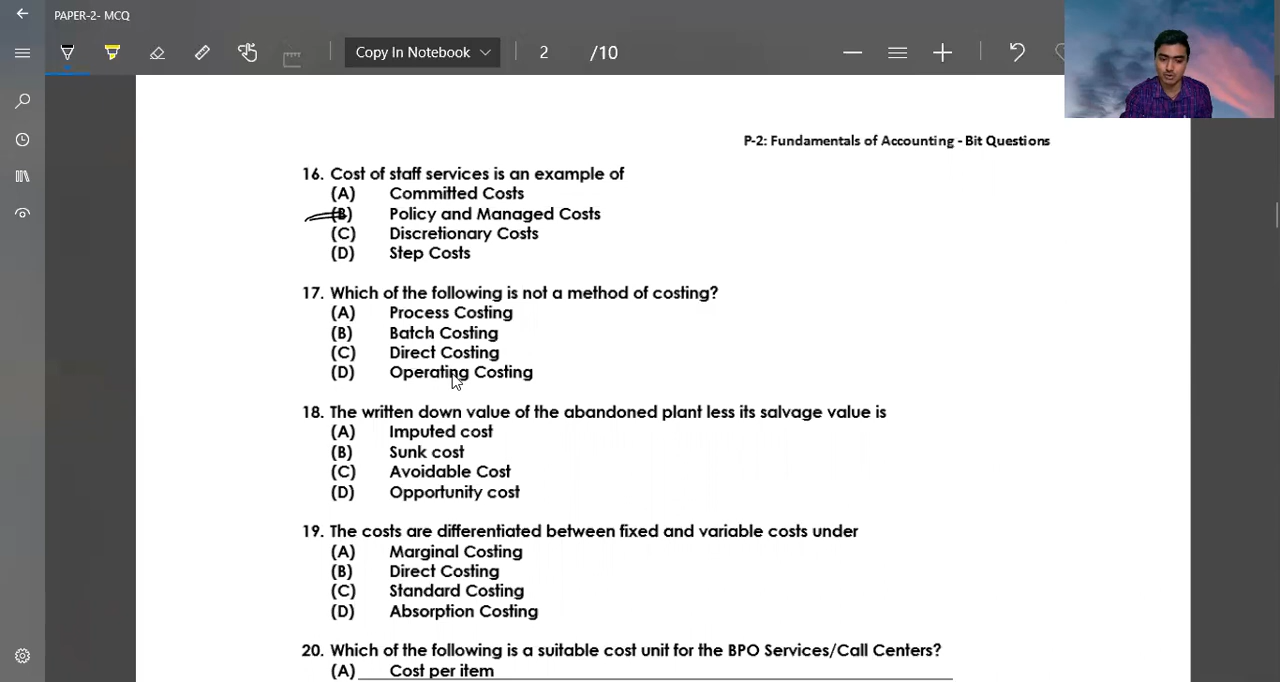 PAPER-2- MCQ
Copy In Notebook 2 /10
P-2: Fundamentals of Accounting - Bit Questions
16. Cost of staff services is an example of
(A) Committed Costs
(B) Policy and Managed Costs
(C) Discretionary Costs
(D) Step Costs
17. Which of the following is not a method of costing?
(A) Process Costing
(B) Batch Costing
(C) Direct Costing
(D) Operating Costing
18. The written down value of the abandoned plant less its salvage value is
(A) Imputed cost
(B) Sunk cost
(C) Avoidable Cost
(D) Opportunity cost
19. The costs are differentiated between fixed and variable costs under
(A) Marginal Costing
(B) Direct Costing
(C) Standard Costing
(D) Absorption Costing
20. Which of the following is a suitable cost unit for the BPO Services/Call Centers?
(A) Cost per item